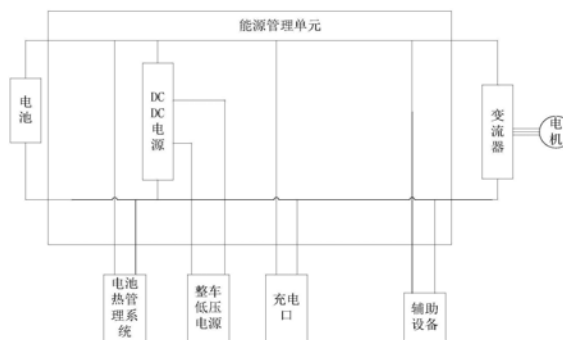 能源管理单元
电
池
DC
DC
电
源
变
流
器
电
机
电池
热管
理系
统
整车
低压
电源
充电
口
辅助
设备